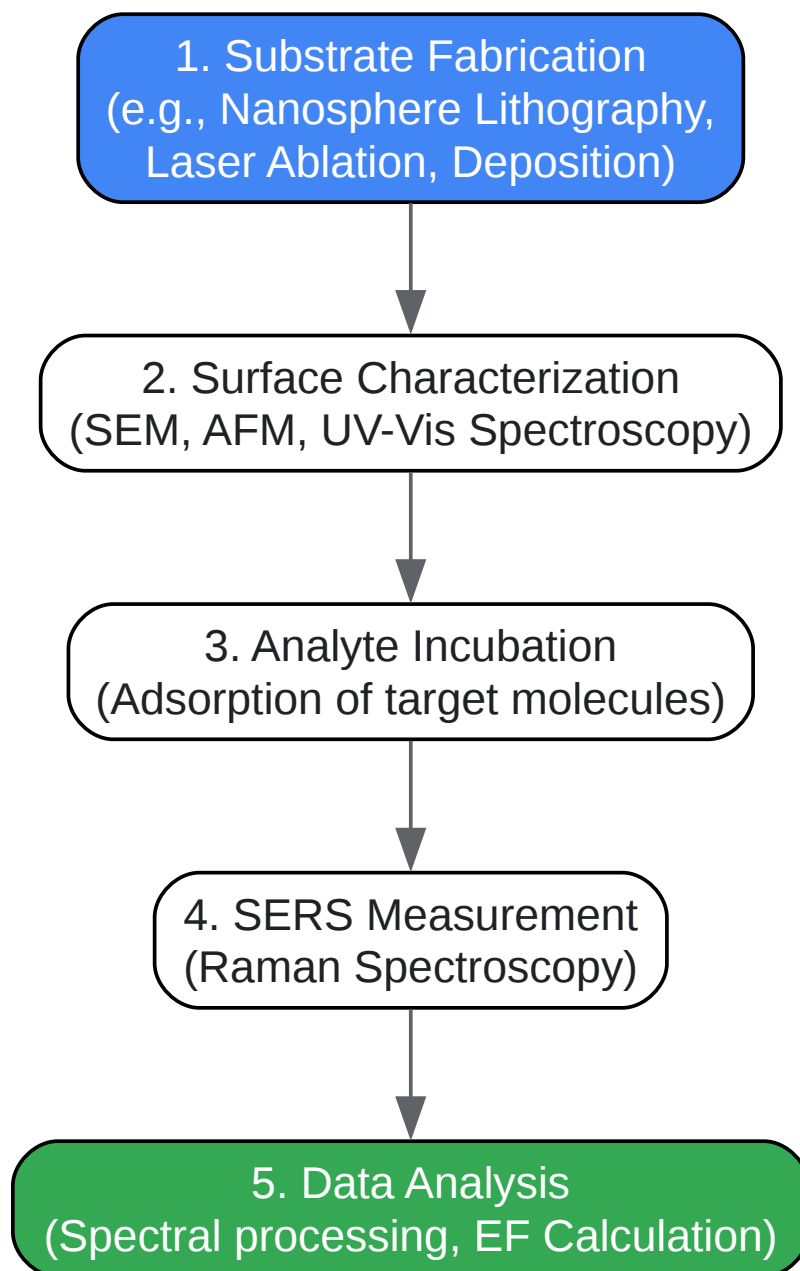 1. Substrate Fabrication
(e.g., Nanosphere Lithography,
Laser Ablation, Deposition)
2. Surface Characterization
(SEM, AFM, UV-Vis Spectroscopy)
3. Analyte Incubation
(Adsorption of target molecules)
4. SERS Measurement
(Raman Spectroscopy)
5. Data Analysis
(Spectral processing, EF Calculation)